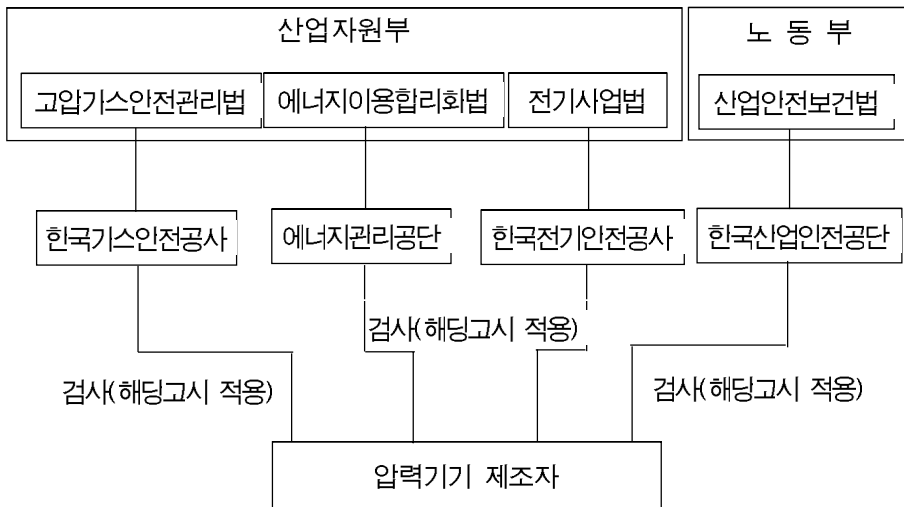 산업자원부
노 동 부
고압가스안전관리법
에너지이용합리화법
전기사업법
산업안전보건법
한국기스안전공사
에너지관리공단
한국전기안전공사
한국산업인전공단
검사(해딩고시 적용)
검사(해딩고시 적용)
검사(해당고시 적용)
압력기기 제조자